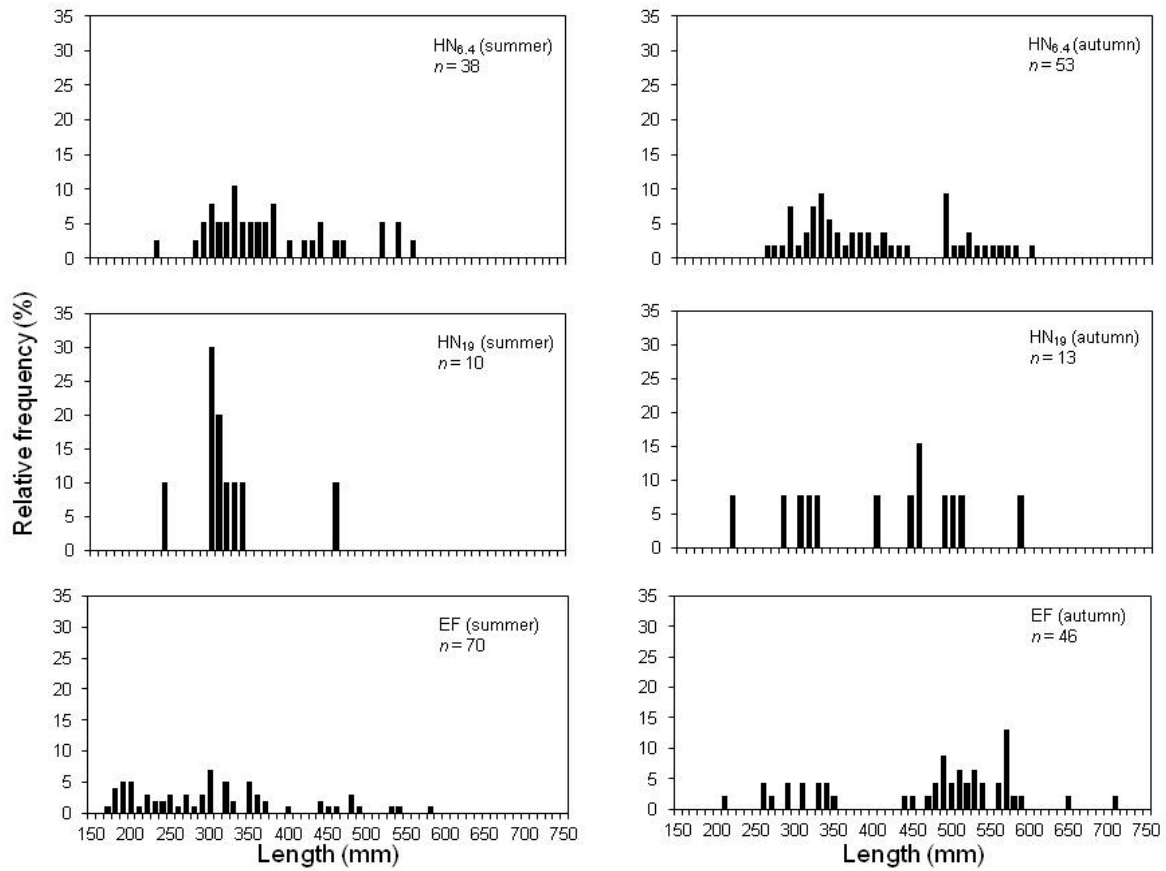 35
30
25
20
15
10
5
0
HN6.4 (summer)
n = 38
35
30
25
20
15
10
5
0
HN6.4 (autumn)
n = 53
Relative frequency (%)
35
30
25
20
15
10
5
0
HN19 (summer)
n = 10
35
30
25
20
15
10
5
0
HN19 (autumn)
n = 13
35
30
25
20
15
10
5
0
EF (summer)
n = 70
150 200 250 300 350 400 450 500 550 600 650 700 750
Length (mm)
35
30
25
20
15
10
5
0
EF (autumn)
n = 46
150 200 250 300 350 400 450 500 550 600 650 700 750
Length (mm)